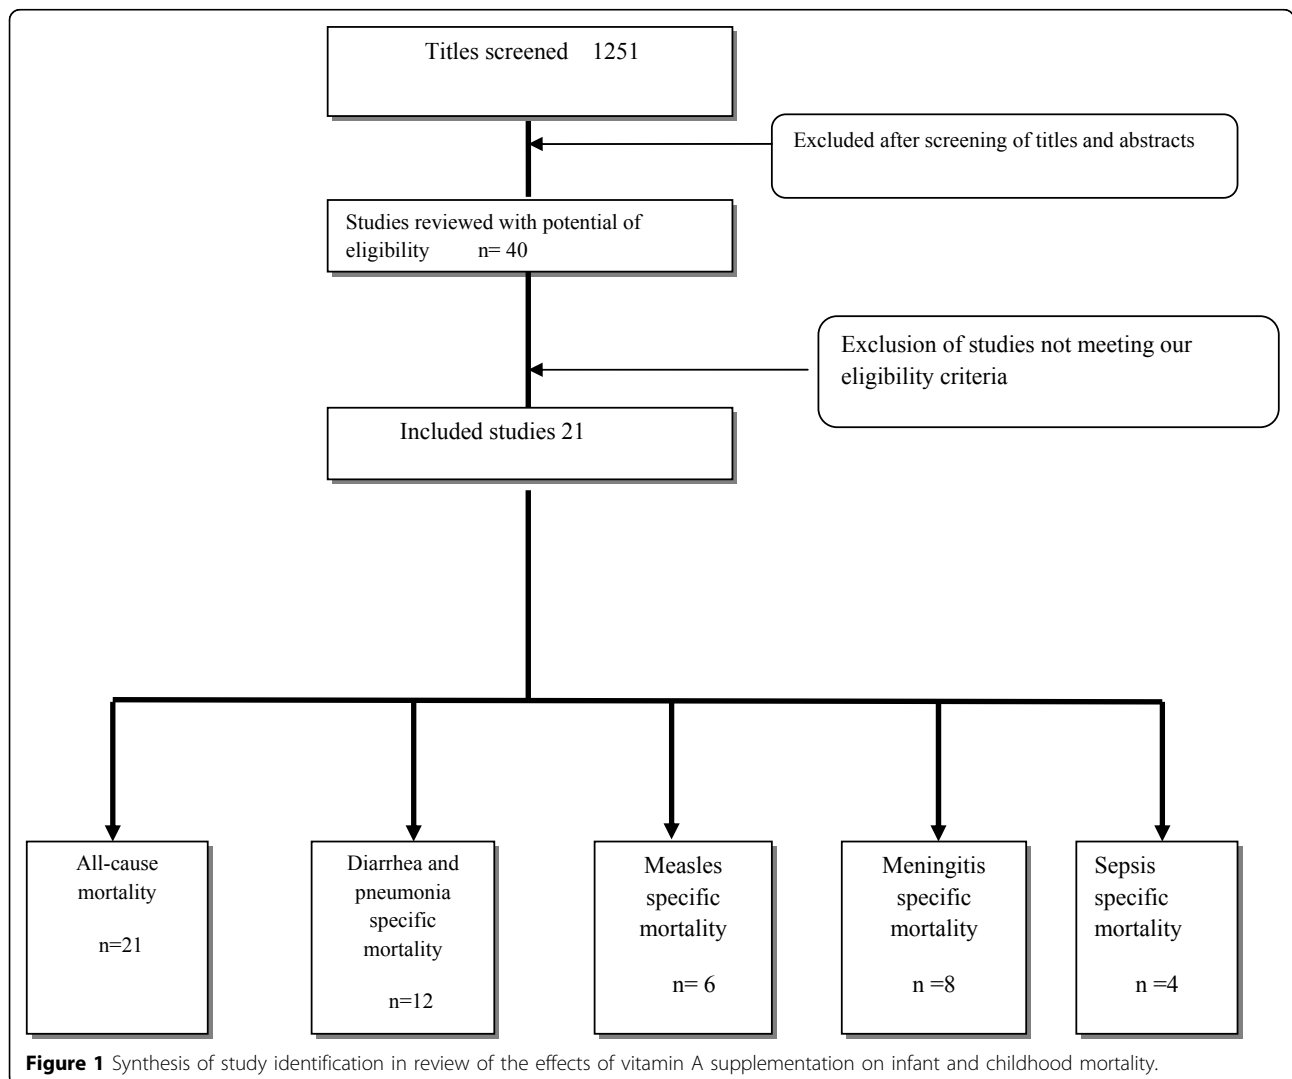 Titles screened 1251
Excluded after screening of titles and abstracts
Studies reviewed with potential of
eligibility n= 40
Exclusion of studies not meeting our
eligibility criteria
Included studies 21
All-cause
mortality
n=21
Diarrhea and
pneumonia
specific
mortality
n=12
Measles
specific
mortality
n= 6
Meningitis
specific
mortality
n =8
Sepsis
specific
mortality
n =4
Figure 1 Synthesis of study identification in review of the effects of vitamin A supplementation on infant and childhood mortality.